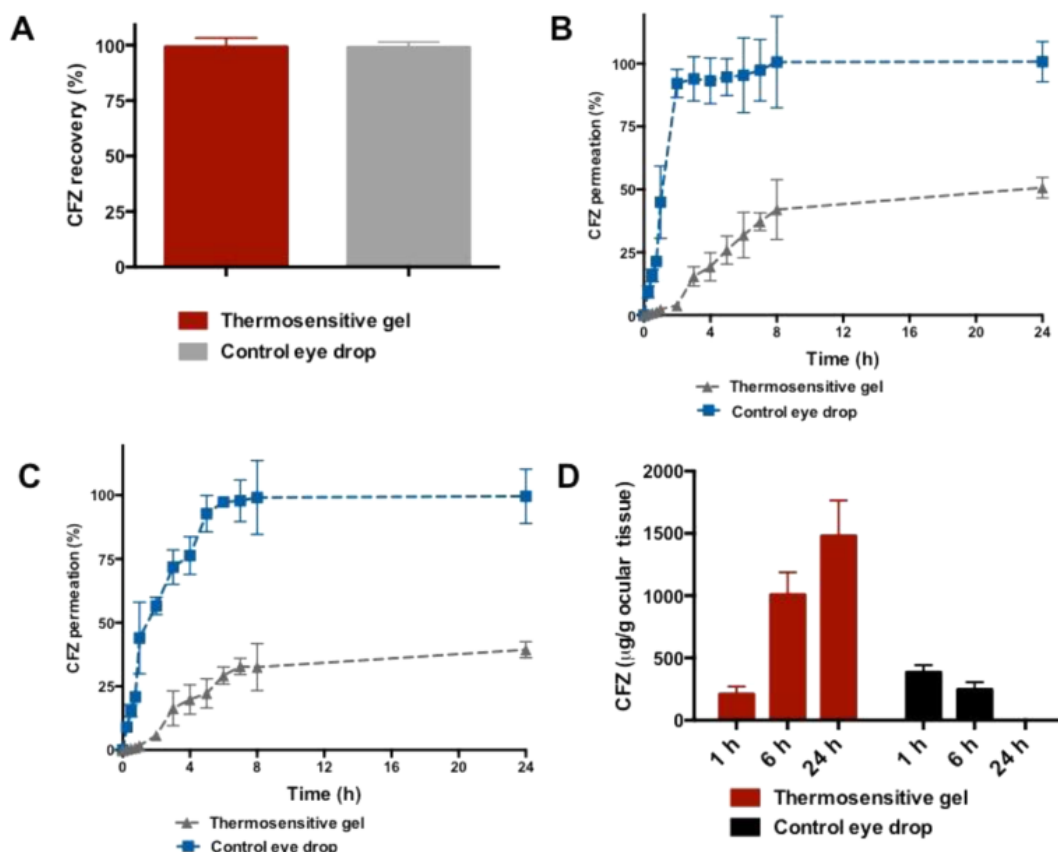 A
CFZ recovery (%)
100
75
50
25
0
Thermosensitive gel
Control eye drop
B
CFZ permeation (%)
100
75
50
25
0
0 4 8 12 16 20 24
Time (h)
Thermosensitive gel
Control eye drop
C
CFZ permeation (%)
100
75
50
25
0
0 4 8 12 16 20 24
Time (h)
Thermosensitive gel
Control eye drop
D
CFZ (μg/g ocular tissue)
2000
1500
1000
500
0
1 h 6 h 24 h 1 h 6 h 24 h
Thermosensitive gel
Control eye drop